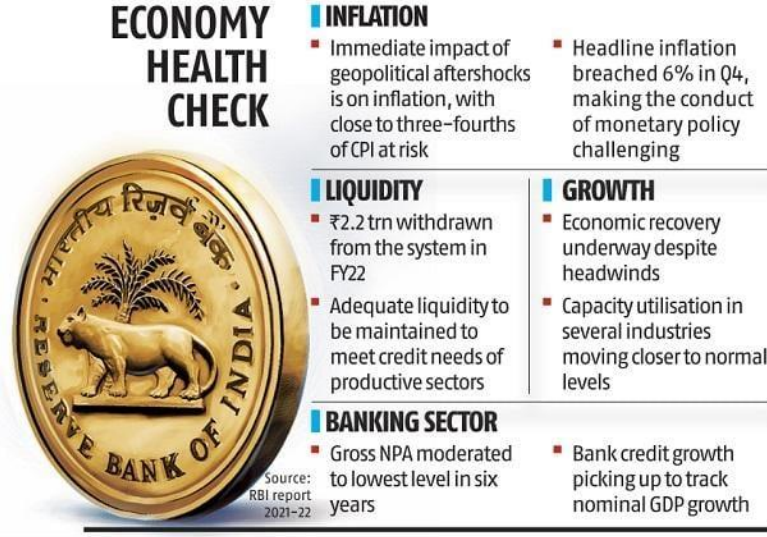 ECONOMY
HEALTH
CHECK
भारतीय रिज़र्व बैंक
RESERVE BANK OF INDIA
Source:
RBI report
2021-22
INFLATION
Immediate impact of
geopolitical aftershocks
is on inflation, with
close to three-fourths
of CPI at risk
Headline inflation
breached 6% in Q4,
making the conduct
of monetary policy
challenging
LIQUIDITY
₹2.2 trn withdrawn
from the system in
FY22
Adequate liquidity to
be maintained to
meet credit needs of
productive sectors
GROWTH
Economic recovery
underway despite
headwinds
Capacity utilisation in
several industries
moving closer to normal
levels
BANKING SECTOR
Gross NPA moderated
to lowest level in six
years
Bank credit growth
picking up to track
nominal GDP growth